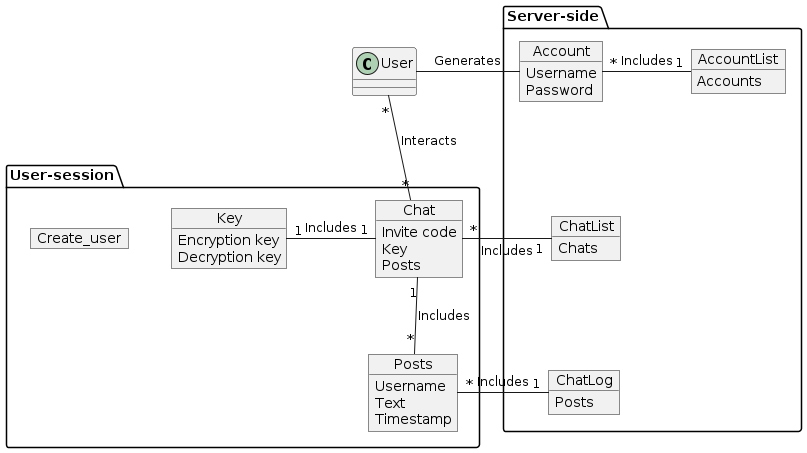 Server-side
C User
Generates
Account
Username
Password
* Includes 1
AccountList
Accounts
*
Interacts
*
User-session
Create_user
Key
Encryption key
Decryption key
1 Includes 1
Chat
Invite code
Key
Posts
*
Includes 1
ChatList
Chats
1
Includes
*
Posts
Username
Text
Timestamp
* Includes 1
ChatLog
Posts